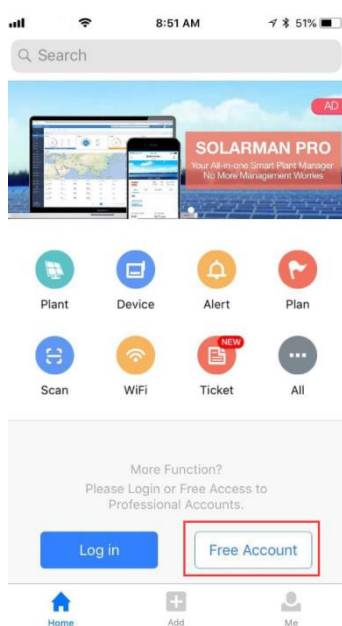 8:51 AM 51%
Search
AD
SOLARMAN PRO
Your All-in-one Smart Plant Manager
No More Management Worries
Plant Device Alert Plan
NEW
Scan WiFi Ticket All
More Function?
Please Login or Free Access to
Professional Accounts.
Log in Free Account
Home Add Me